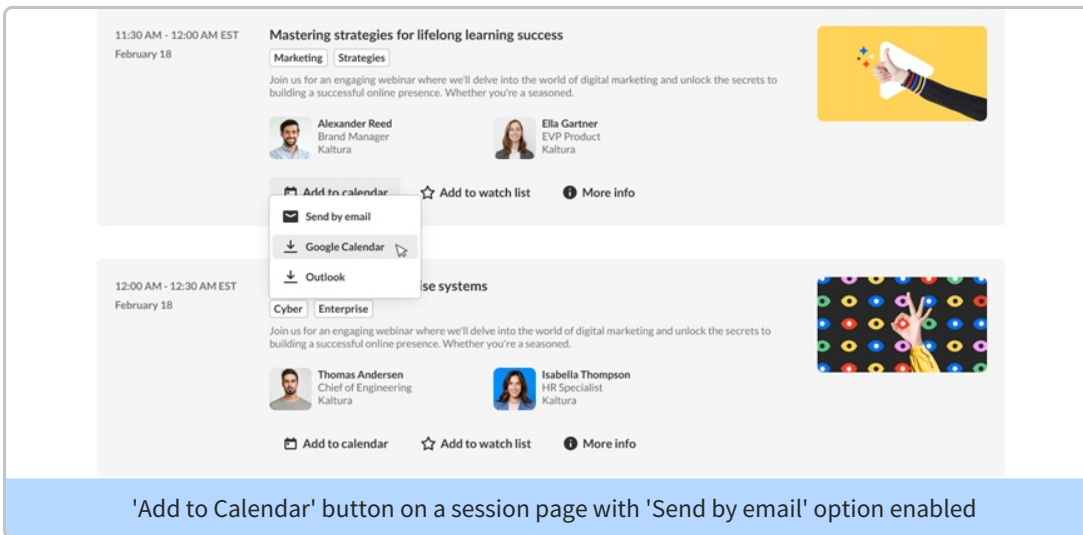 11:30 AM - 12:00 AM EST
February 18
Mastering strategies for lifelong learning success
Marketing Strategies
Join us for an engaging webinar where we'll delve into the world of digital marketing and unlock the secrets to
building a successful online presence. Whether you're a seasoned.
Alexander Reed
Brand Manager
Kaltura
Ella Gartner
EVP Product
Kaltura
Add to calendar Add to watch list More info
Send by email
Google Calendar
Outlook
12:00 AM - 12:30 AM EST
February 18
ise systems
Cyber Enterprise
Join us for an engaging webinar where we'll delve into the world of digital marketing and unlock the secrets to
building a successful online presence. Whether you're a seasoned.
Thomas Andersen
Chief of Engineering
Kaltura
Isabella Thompson
HR Specialist
Kaltura
Add to calendar Add to watch list More info
'Add to Calendar' button on a session page with 'Send by email' option enabled